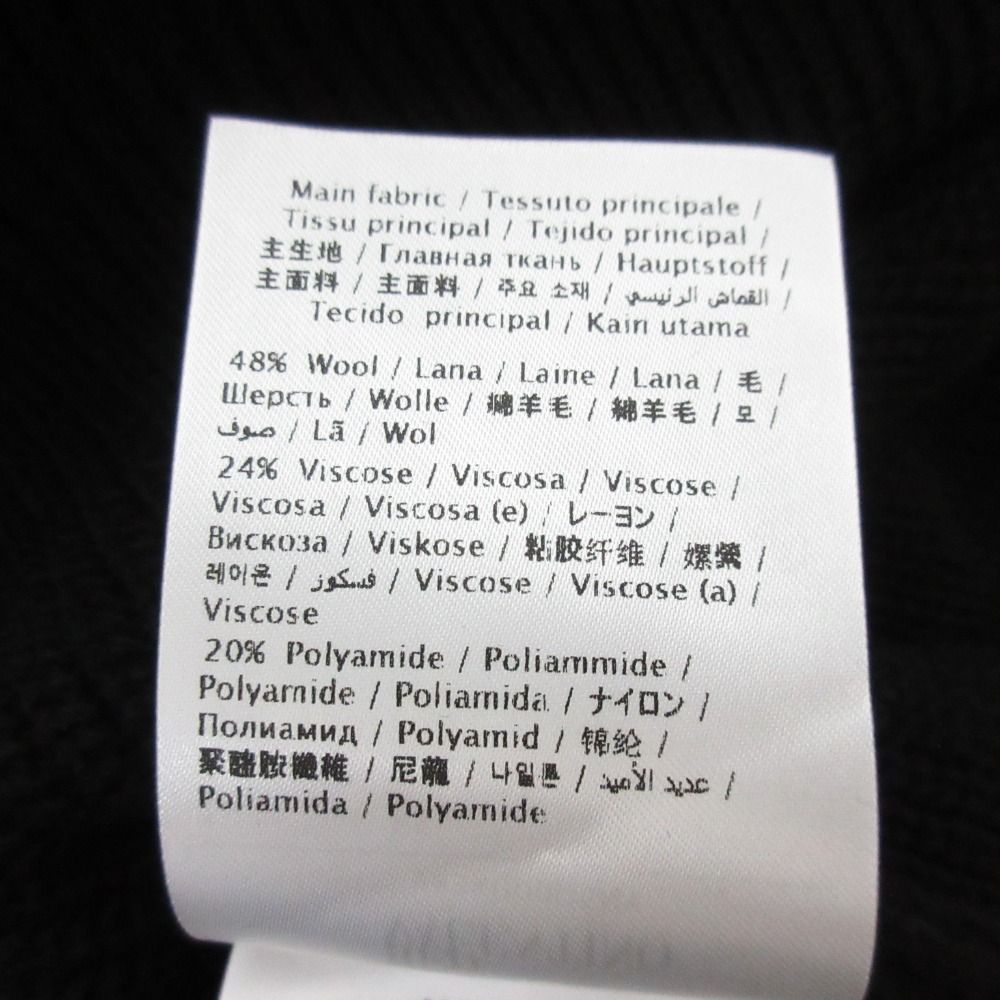 Main fabric / Tessuto principale /
Tissu principal / Tejido principal /
主生地 / Главная ткань / Hauptstoff /
主面料 / 主面料 / 주요 소재 / القماش الرئيسي /
Tecido principal / Kain utama
48% Wool / Lana / Laine / Lana / 毛 /
Шерсть / Wolle / 綿羊毛 / 綿羊毛 / 모 /
صوف / Lã / Wol
24% Viscose / Viscosa / Viscose /
Viscosa / Viscosa (e) / レーヨン /
Вискоза / Viskose / 粘胶纤维 / 嫘縈 /
레이온 / فسكوز / Viscose / Viscose (a) /
Viscose
20% Polyamide / Poliammide /
Polyamide / Poliamida / ナイロン /
Полиамид / Polyamid / 锦纶 /
聚醯胺纖維 / 尼龍 / 나일론 / عديد الأميد /
Poliamida / Polyamide